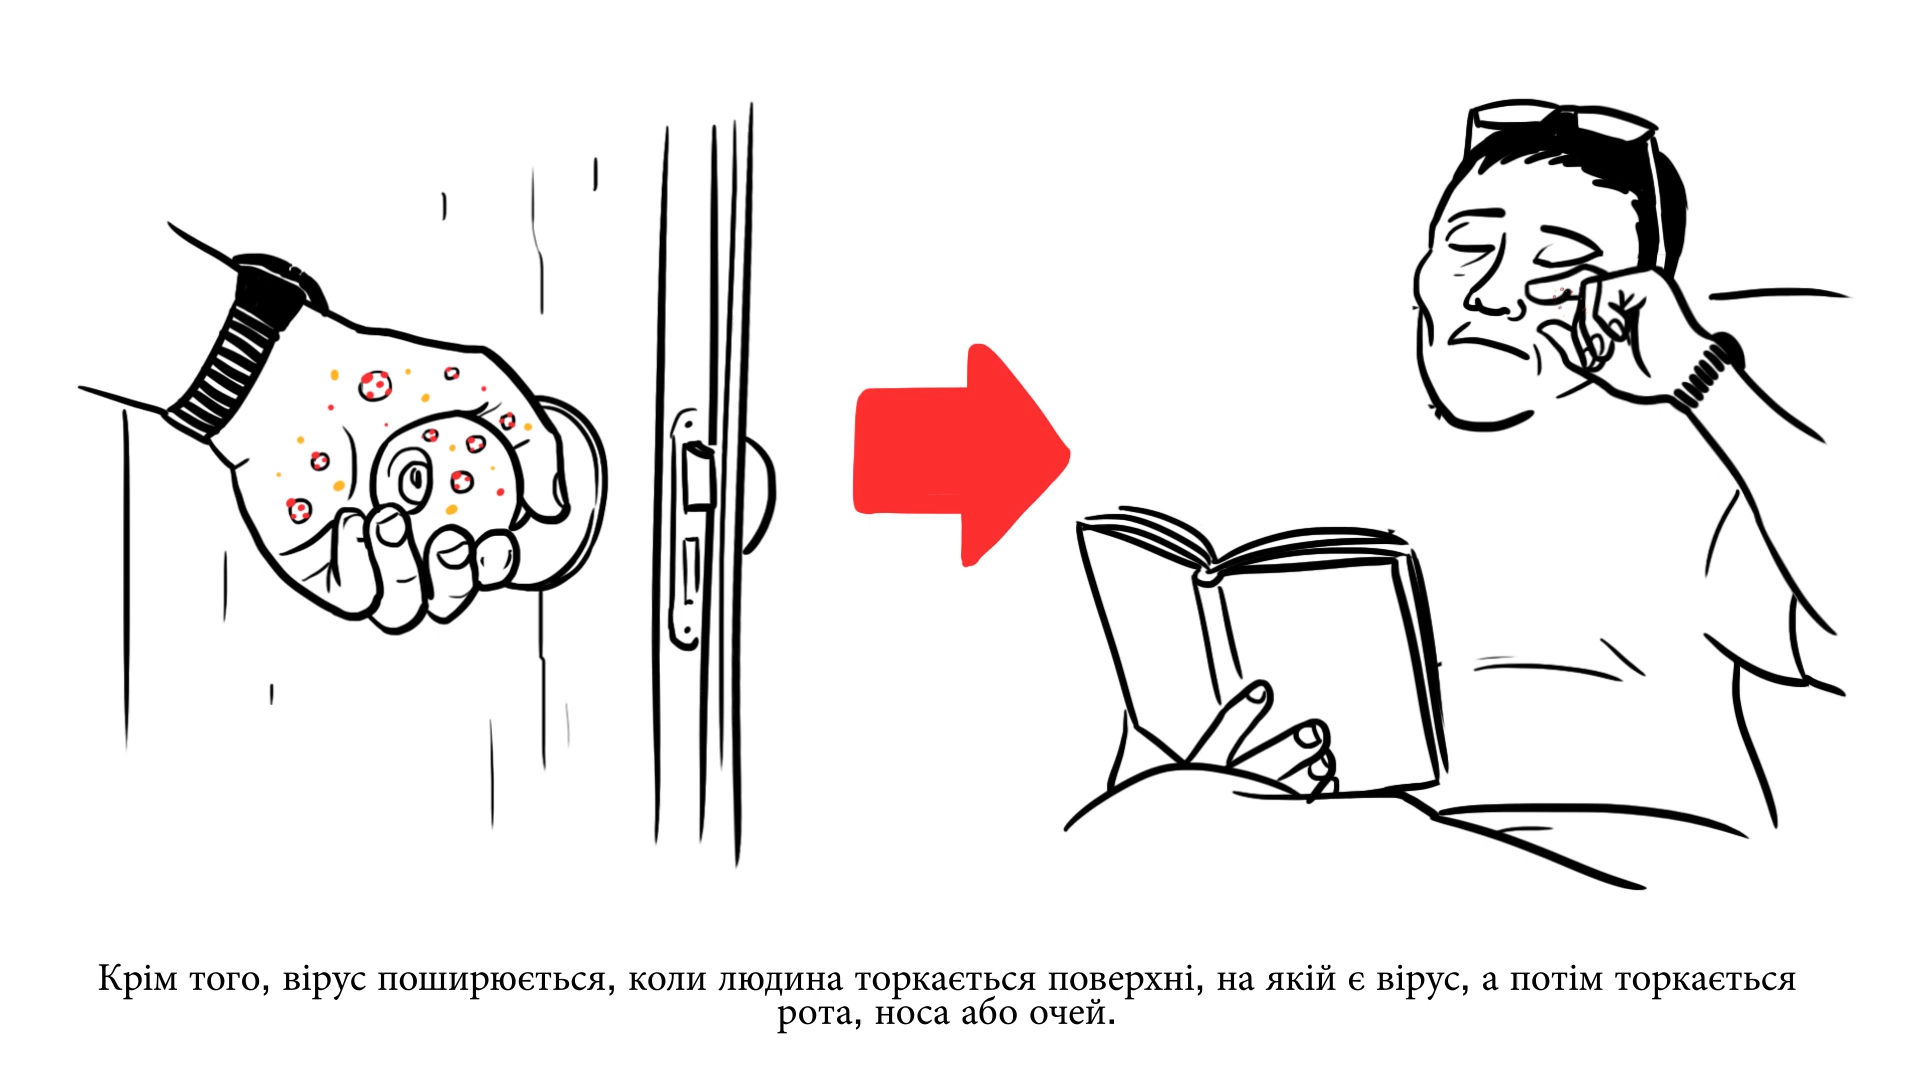 Крім того, вірус поширюється, коли людина торкається поверхні, на якій є вірус, а потім торкається
рота, носа або очей.